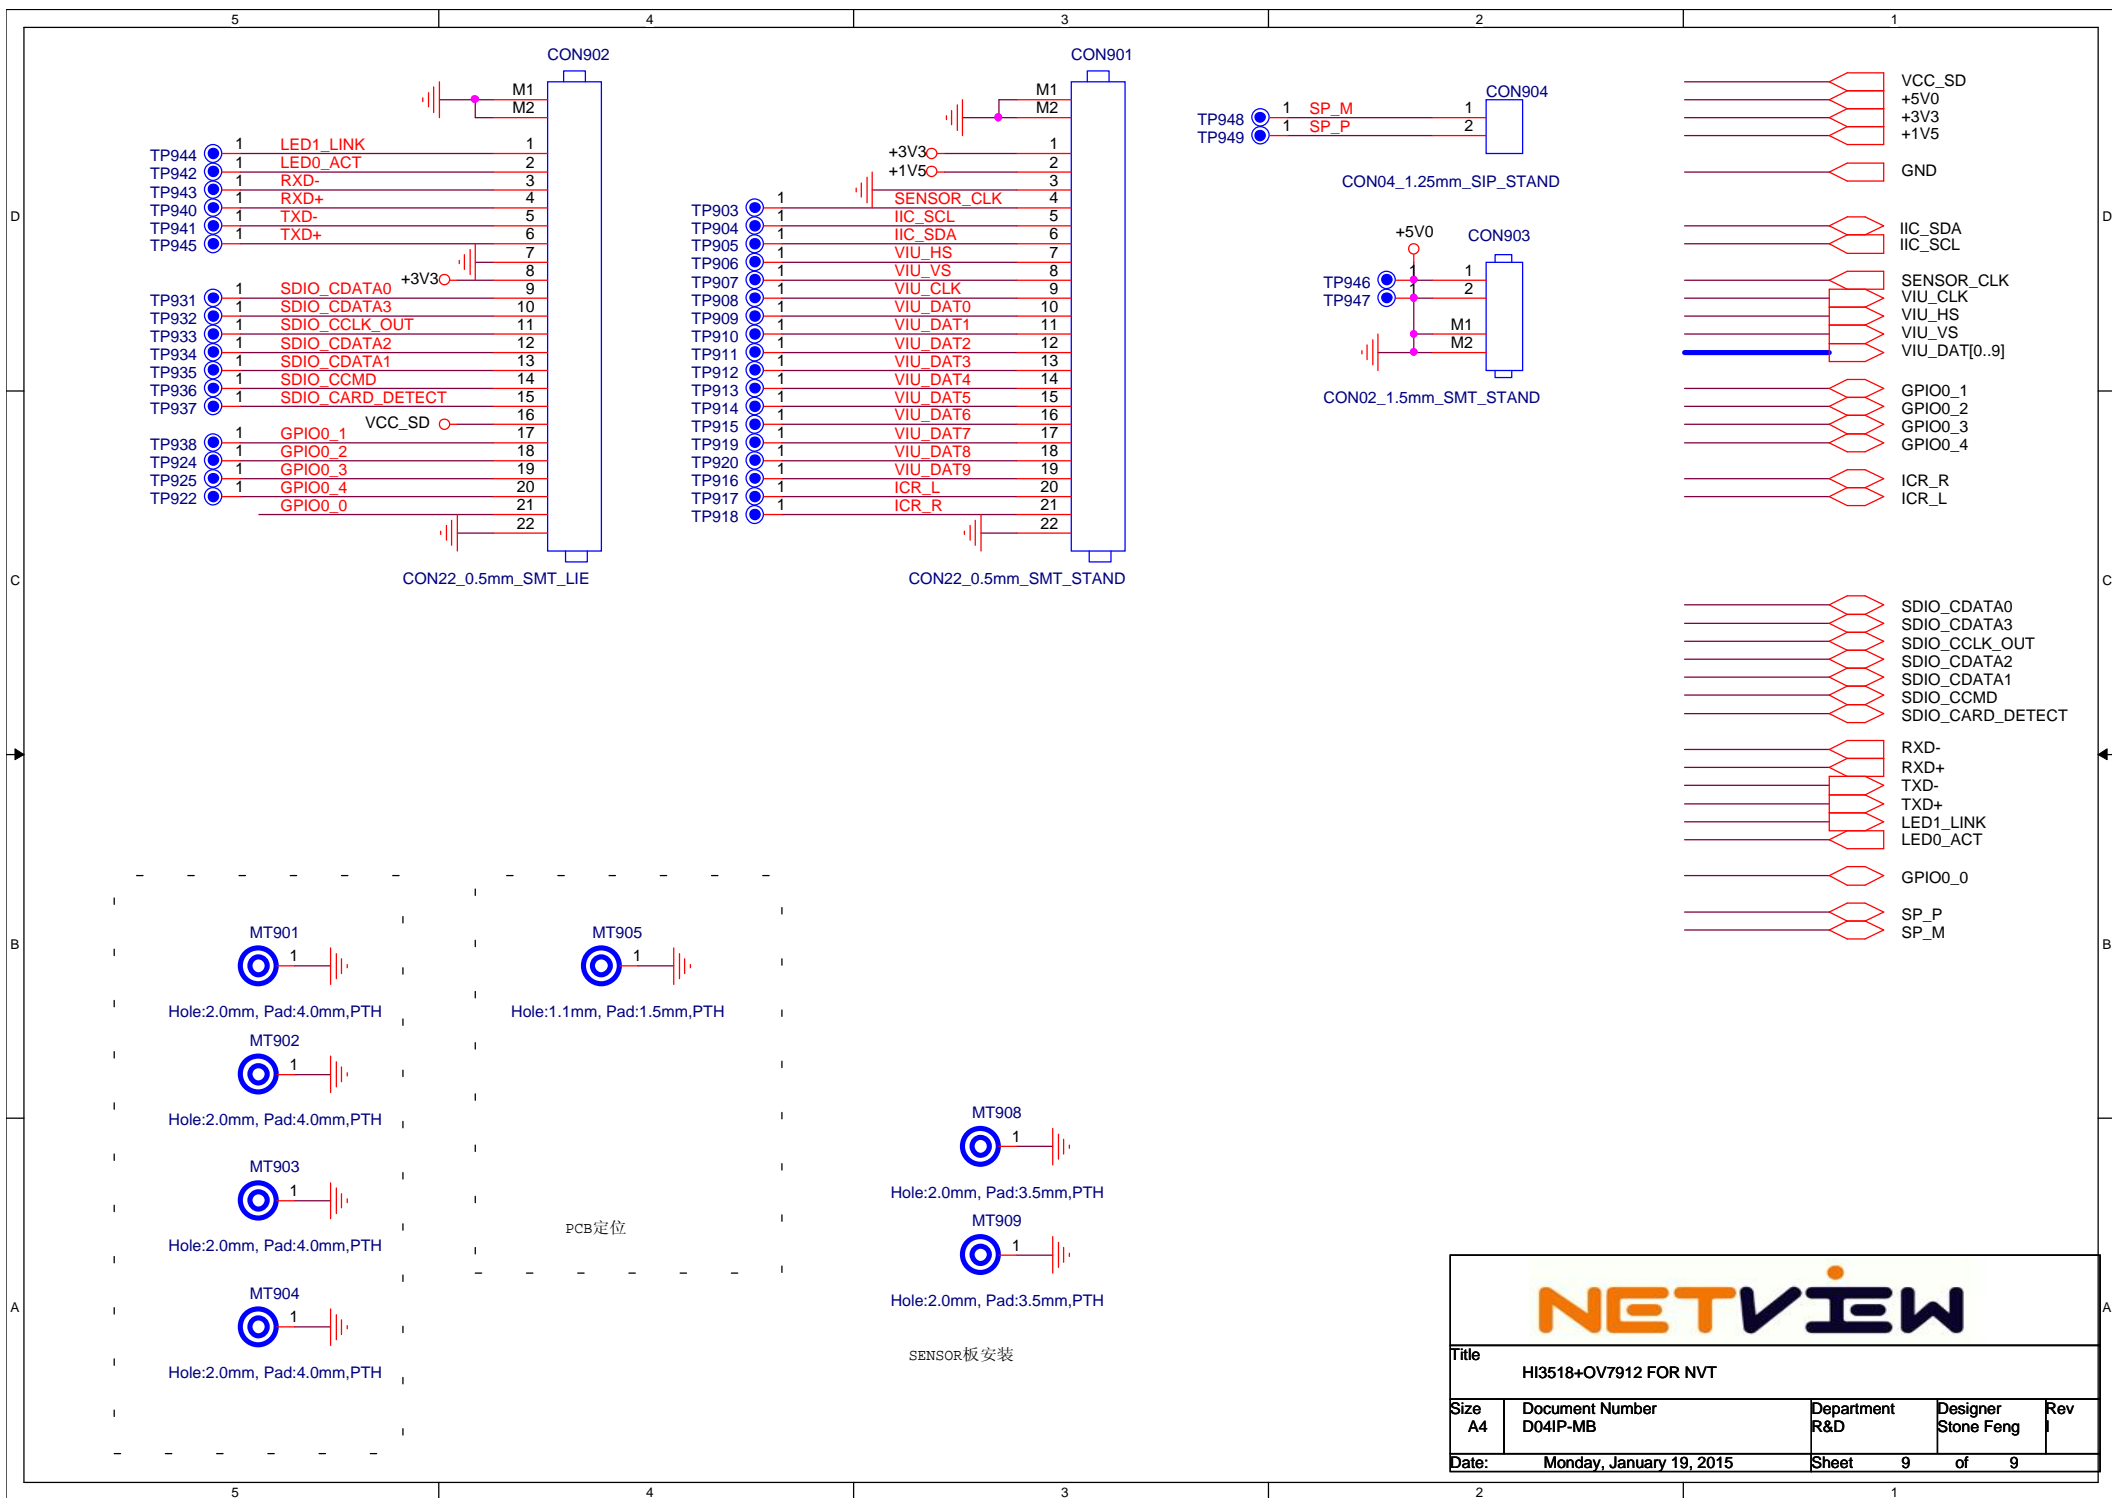 5 4 3 2 1
CON902
M1
M2
TP944 1 LED1_LINK 1
TP942 1 LED0_ACT 2
TP943 1 RXD- 3
TP940 1 RXD+ 4
TP941 1 TXD- 5
TP945 1 TXD+ 6
7
+3V3 8
TP931 1 SDIO_CDATA0 9
TP932 1 SDIO_CDATA3 10
TP933 1 SDIO_CCLK_OUT 11
TP934 1 SDIO_CDATA2 12
TP935 1 SDIO_CDATA1 13
TP936 1 SDIO_CCMD 14
TP937 1 SDIO_CARD_DETECT 15
VCC_SD 16
TP938 1 GPIO0_1 17
TP924 1 GPIO0_2 18
TP925 1 GPIO0_3 19
TP922 1 GPIO0_4 20
GPIO0_0 21
22
CON22_0.5mm_SMT_LIE
CON901
M1
M2
+3V3 1
+1V5 2
3
TP903 1 SENSOR_CLK 4
TP904 1 IIC_SCL 5
TP905 1 IIC_SDA 6
TP906 1 VIU_HS 7
TP907 1 VIU_VS 8
TP908 1 VIU_CLK 9
TP909 1 VIU_DAT0 10
TP910 1 VIU_DAT1 11
TP911 1 VIU_DAT2 12
TP912 1 VIU_DAT3 13
TP913 1 VIU_DAT4 14
TP914 1 VIU_DAT5 15
TP915 1 VIU_DAT6 16
TP919 1 VIU_DAT7 17
TP920 1 VIU_DAT8 18
TP916 1 VIU_DAT9 19
TP917 1 ICR_L 20
TP918 1 ICR_R 21
22
CON22_0.5mm_SMT_STAND
CON904
TP948 1 SP_M 1
TP949 1 SP_P 2
CON04_1.25mm_SIP_STAND
+5V0 CON903
TP946 1 1
TP947 1 2
M1
M2
CON02_1.5mm_SMT_STAND
VCC_SD
+5V0
+3V3
+1V5
GND
IIC_SDA
IIC_SCL
SENSOR_CLK
VIU_CLK
VIU_HS
VIU_VS
VIU_DAT[0..9]
GPIO0_1
GPIO0_2
GPIO0_3
GPIO0_4
ICR_R
ICR_L
SDIO_CDATA0
SDIO_CDATA3
SDIO_CCLK_OUT
SDIO_CDATA2
SDIO_CDATA1
SDIO_CCMD
SDIO_CARD_DETECT
RXD-
RXD+
TXD-
TXD+
LED1_LINK
LED0_ACT
GPIO0_0
SP_P
SP_M
D D
C C
B B
A A
MT901
1
Hole:2.0mm, Pad:4.0mm,PTH
MT902
1
Hole:2.0mm, Pad:4.0mm,PTH
MT903
1
Hole:2.0mm, Pad:4.0mm,PTH
MT904
1
Hole:2.0mm, Pad:4.0mm,PTH
MT905
1
Hole:1.1mm, Pad:1.5mm,PTH
PCB定位
MT908
1
Hole:2.0mm, Pad:3.5mm,PTH
MT909
1
Hole:2.0mm, Pad:3.5mm,PTH
SENSOR板安装
NETVIEW
Title
HI3518+OV7912 FOR NVT
Size Document Number Department Designer Rev
A4 D04IP-MB R&D Stone Feng I
Date: Monday, January 19, 2015 Sheet 9 of 9
5 4 3 2 1